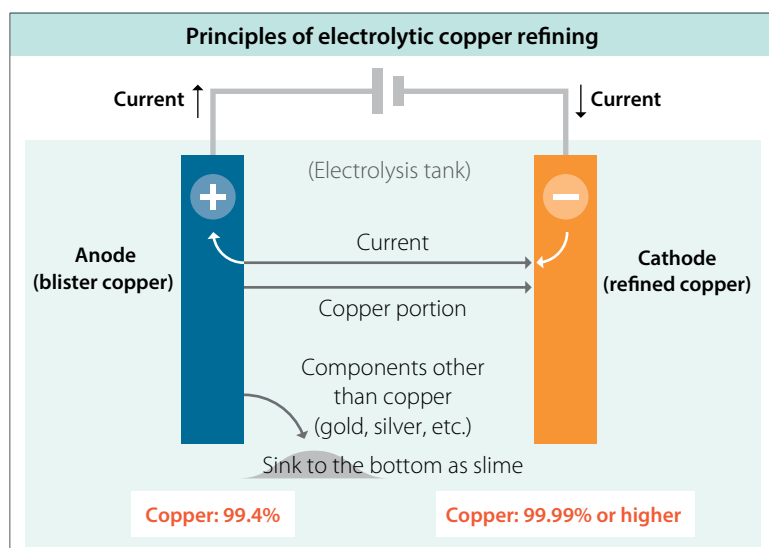 Principles of electrolytic copper refining
Current
Current
(Electrolysis tank)
+
−
Current
Anode
(blister copper)
Cathode
(refined copper)
Copper portion
Components other
than copper
(gold, silver, etc.)
Sink to the bottom as slime
Copper: 99.4%
Copper: 99.99% or higher